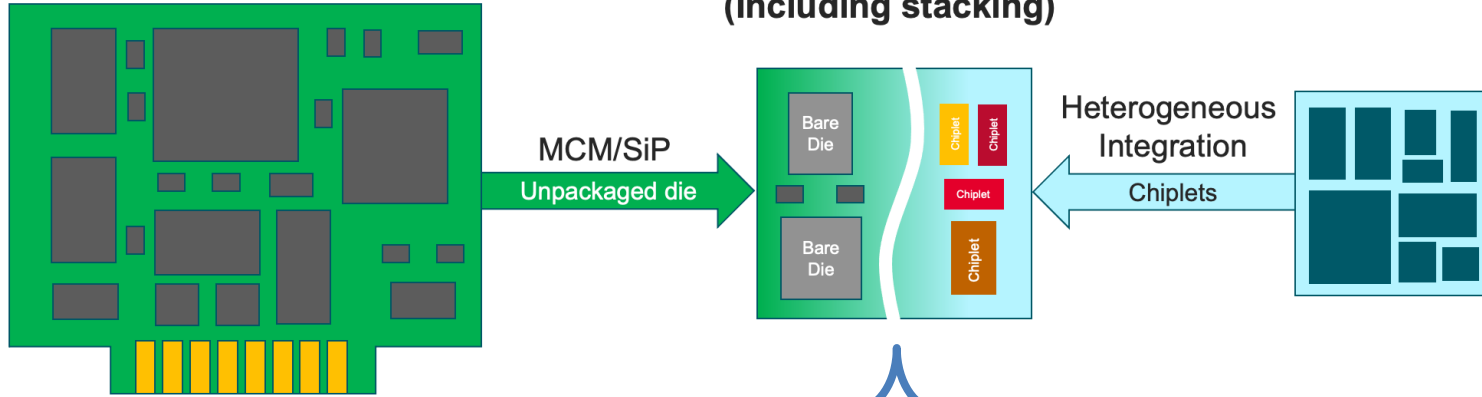 (including stacking)
MCM/SiP
Unpackaged die
Bare
Die
Bare
Die
Chiplet
Chiplet
Chiplet
Chiplet
Heterogeneous
Integration
Chiplets